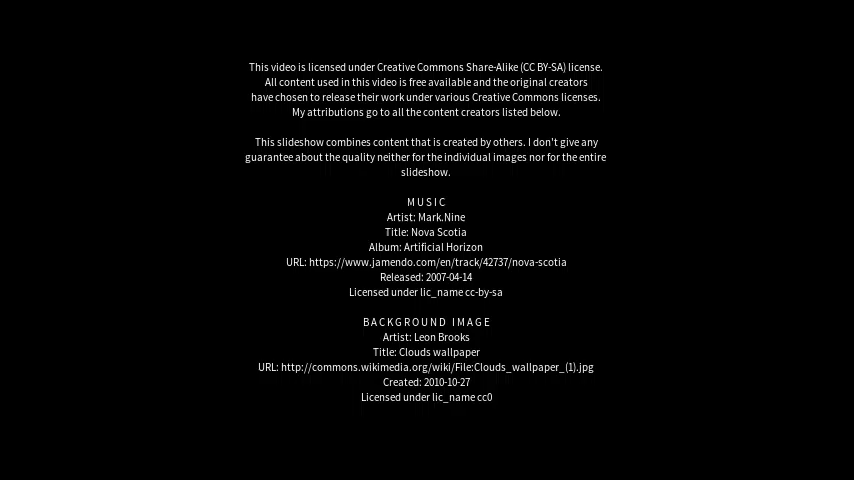 This video is licensed under Creative Commons Share-Alike (CC BY-SA) license.
All content used in this video is free available and the original creators
have chosen to release their work under various Creative Commons licenses.
My attributions go to all the content creators listed below.
This slideshow combines content that is created by others. I don't give any
guarantee about the quality neither for the individual images nor for the entire
slideshow.
MUSIC
Artist: Mark.Nine
Title: Nova Scotia
Album: Artificial Horizon
URL: https://www.jamendo.com/en/track/42737/nova-scotia
Released: 2007-04-14
Licensed under lic_name cc-by-sa
BACKGROUND IMAGE
Artist: Leon Brooks
Title: Clouds wallpaper
URL: http://commons.wikimedia.org/wiki/File:Clouds_wallpaper_(1).jpg
Created: 2010-10-27
Licensed under lic_name cc0